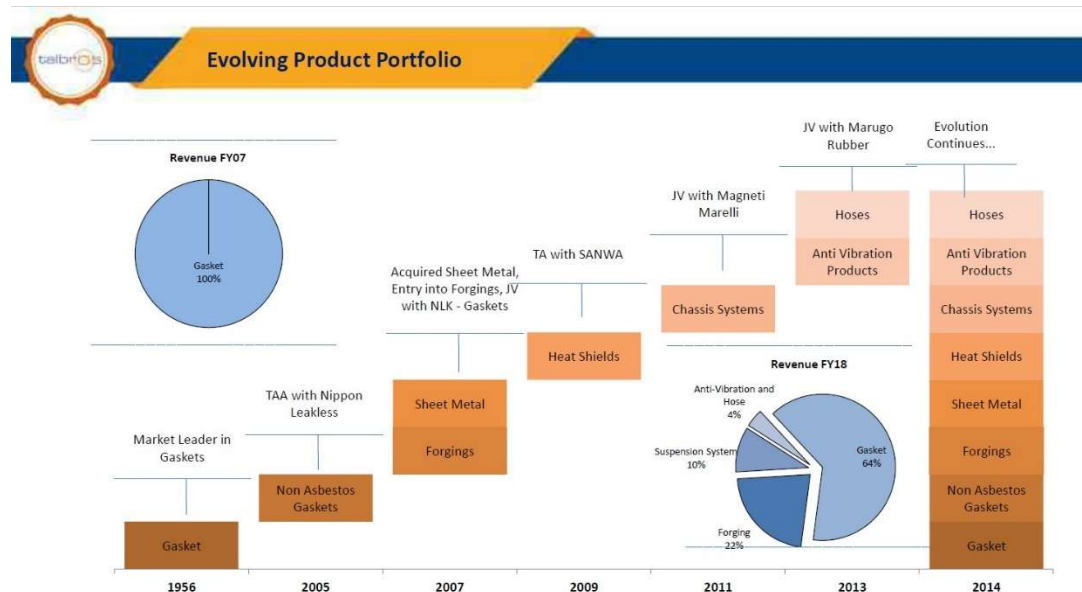 talbros
Evolving Product Portfolio
Revenue FY07
Gasket
100%
Market Leader in
Gaskets
Gasket
TAA with Nippon
Leakless
Non Asbestos
Gaskets
Acquired Sheet Metal,
Entry into Forgings, JV
with NLK - Gaskets
Sheet Metal
Forgings
TA with SANWA
Heat Shields
JV with Magneti
Marelli
Chassis Systems
JV with Marugo
Rubber
Hoses
Anti Vibration
Products
Evolution
Continues...
Hoses
Anti Vibration
Products
Chassis Systems
Heat Shields
Sheet Metal
Forgings
Non Asbestos
Gaskets
Gasket
Revenue FY18
Anti-Vibration and
Hose
4%
Suspension System
10%
Gasket
64%
Forging
22%
1956
2005
2007
2009
2011
2013
2014